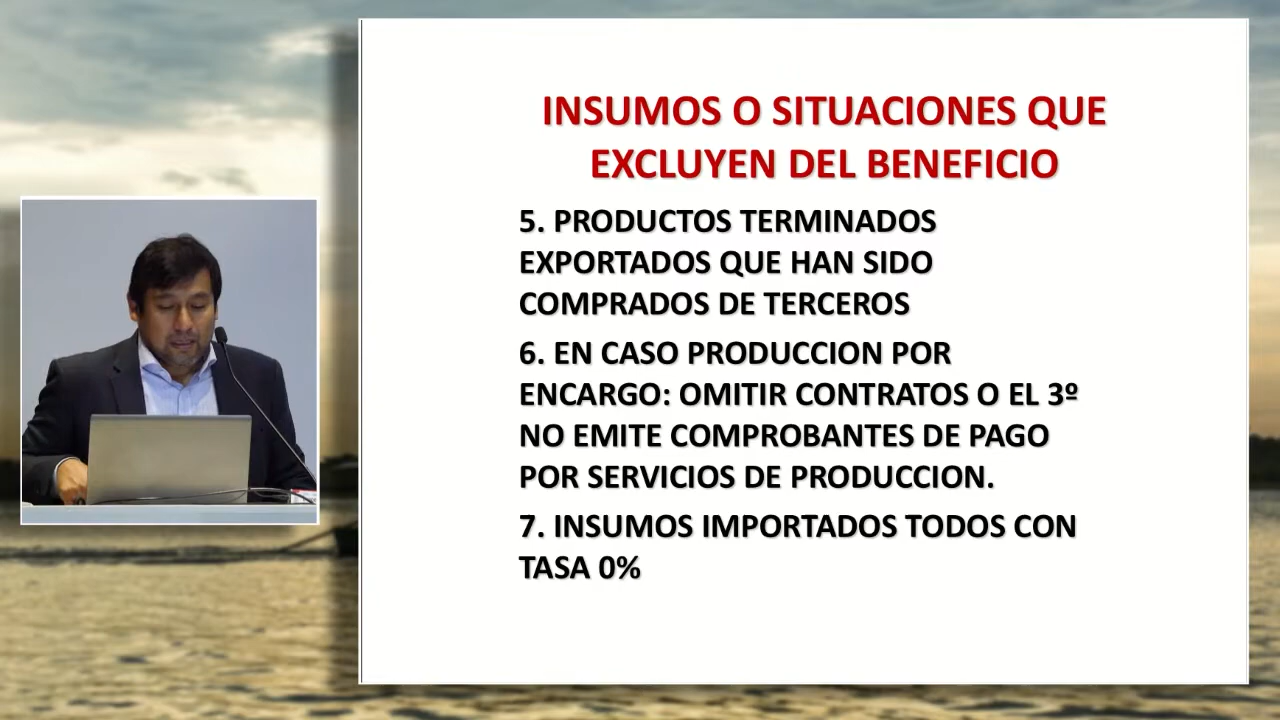 INSUMOS O SITUACIONES QUE
EXCLUYEN DEL BENEFICIO
5. PRODUCTOS TERMINADOS
EXPORTADOS QUE HAN SIDO
COMPRADOS DE TERCEROS
6. EN CASO PRODUCCION POR
ENCARGO: OMITIR CONTRATOS O EL 3º
NO EMITE COMPROBANTES DE PAGO
POR SERVICIOS DE PRODUCCION.
7. INSUMOS IMPORTADOS TODOS CON
TASA 0%